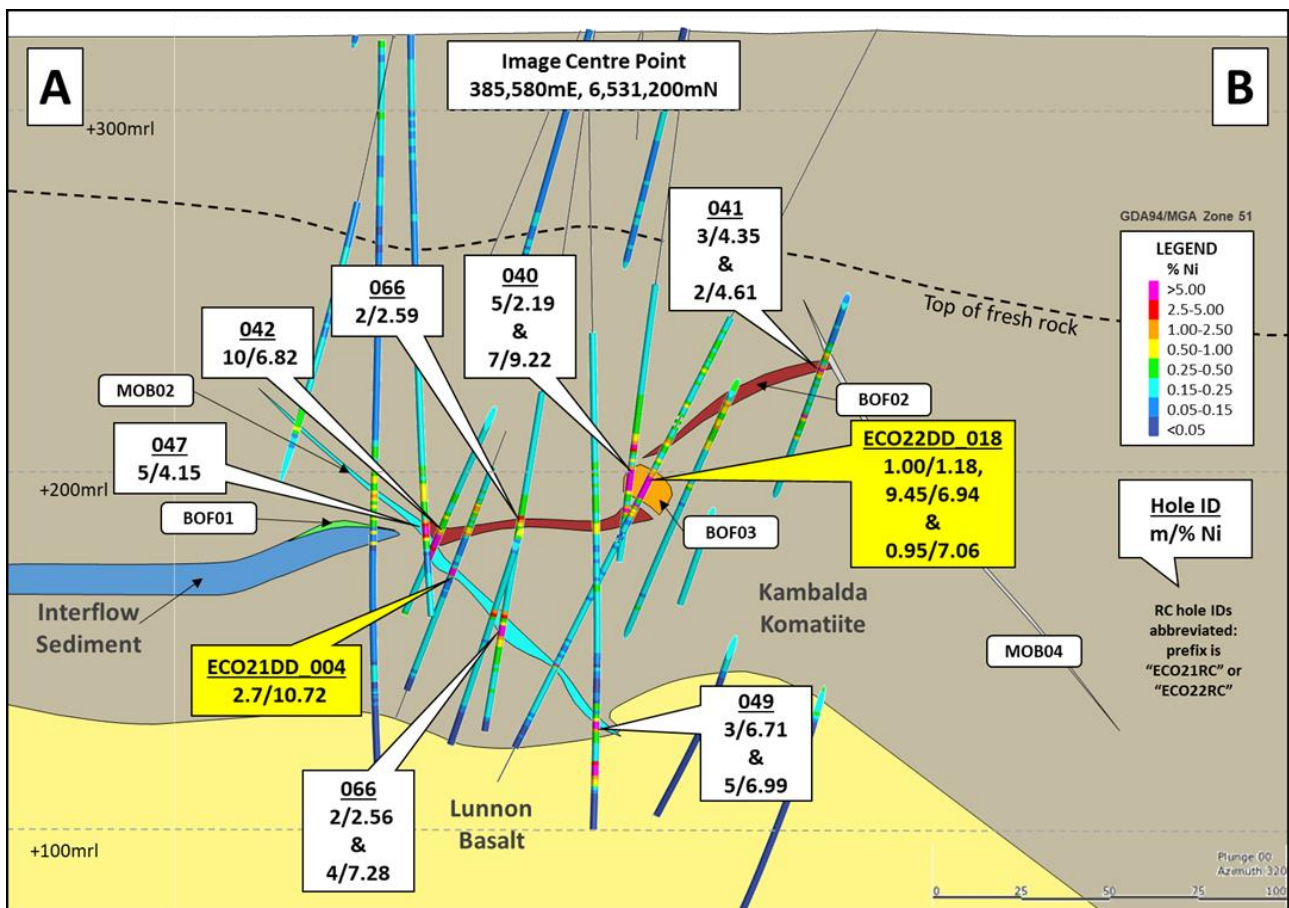 A
Image Centre Point
385,580mE, 6,531,200mN
B
+300mrl
041
3/4.35
&
2/4.61
GDA94/MGA Zone 51
LEGEND
% Ni
>5.00
2.5-5.00
1.00-2.50
0.50-1.00
0.25-0.50
0.15-0.25
0.05-0.15
<0.05
066
2/2.59
040
5/2.19
&
7/9.22
Top of fresh rock
042
10/6.82
MOB02
BOF02
047
5/4.15
ECO22DD_018
1.00/1.18,
9.45/6.94
&
0.95/7.06
+200mrl
BOF01
BOF03
Hole ID
m/% Ni
Interflow
Sediment
Kambalda
Komatiite
RC hole IDs
abbreviated:
prefix is
“ECO21RC” or
“ECO22RC”
MOB04
ECO21DD_004
2.7/10.72
049
3/6.71
&
5/6.99
066
2/2.56
&
4/7.28
Lunnon
Basalt
+100mrl
Plunge 00
Azimuth 320
0 25 50 75 100